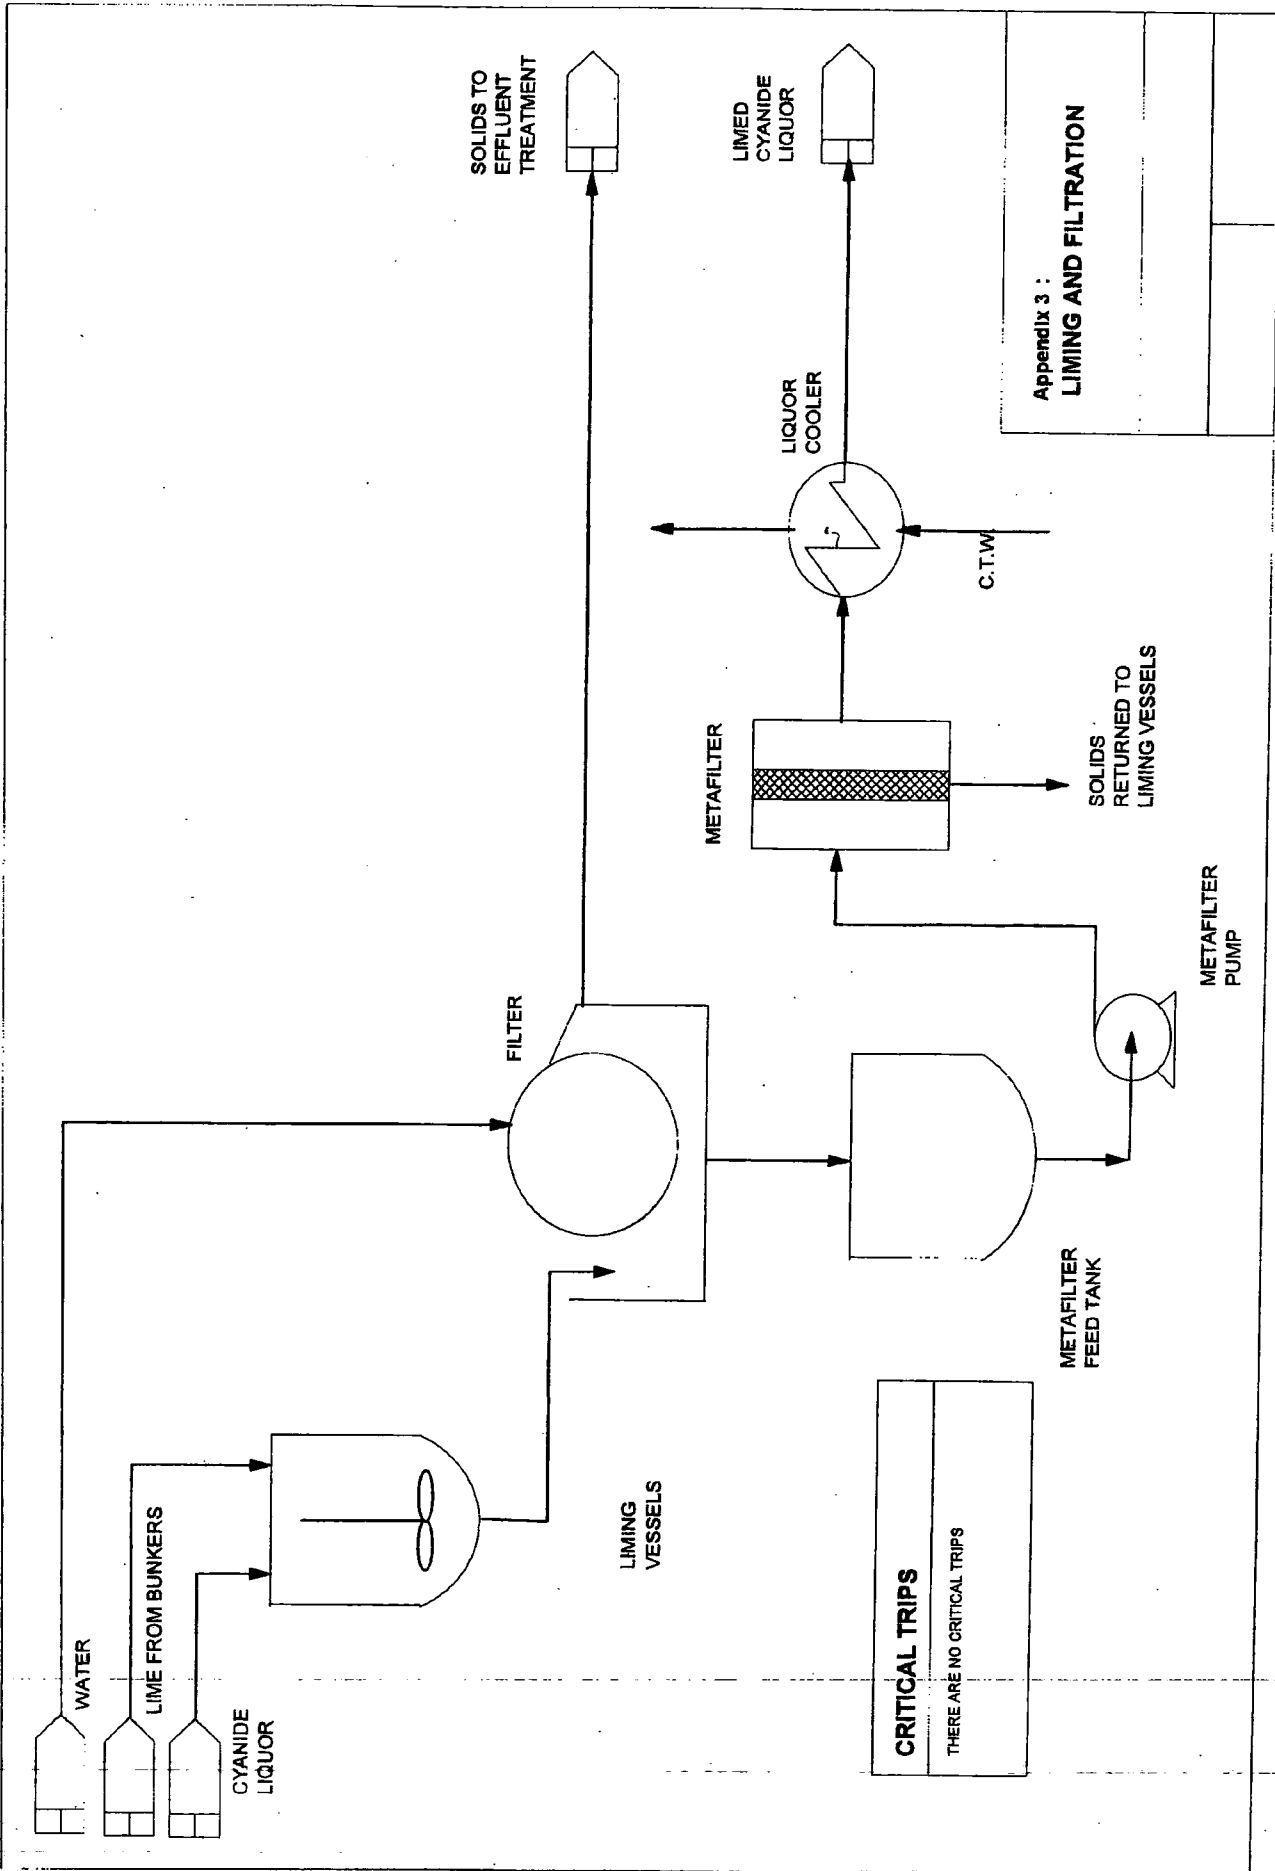 WATER
LIME FROM BUNKERS
CYANIDE
LIQUOR
LIMING
VESSELS
FILTER
SOLIDS TO
EFFLUENT
TREATMENT
METAFILTER
FEED TANK
METAFILTER
PUMP
METAFILTER
SOLIDS
RETURNED TO
LIMING VESSELS
LIQUOR
COOLER
C.T.W.
LIMED
CYANIDE
LIQUOR
CRITICAL TRIPS
THERE ARE NO CRITICAL TRIPS
Appendix 3 :
LIMING AND FILTRATION